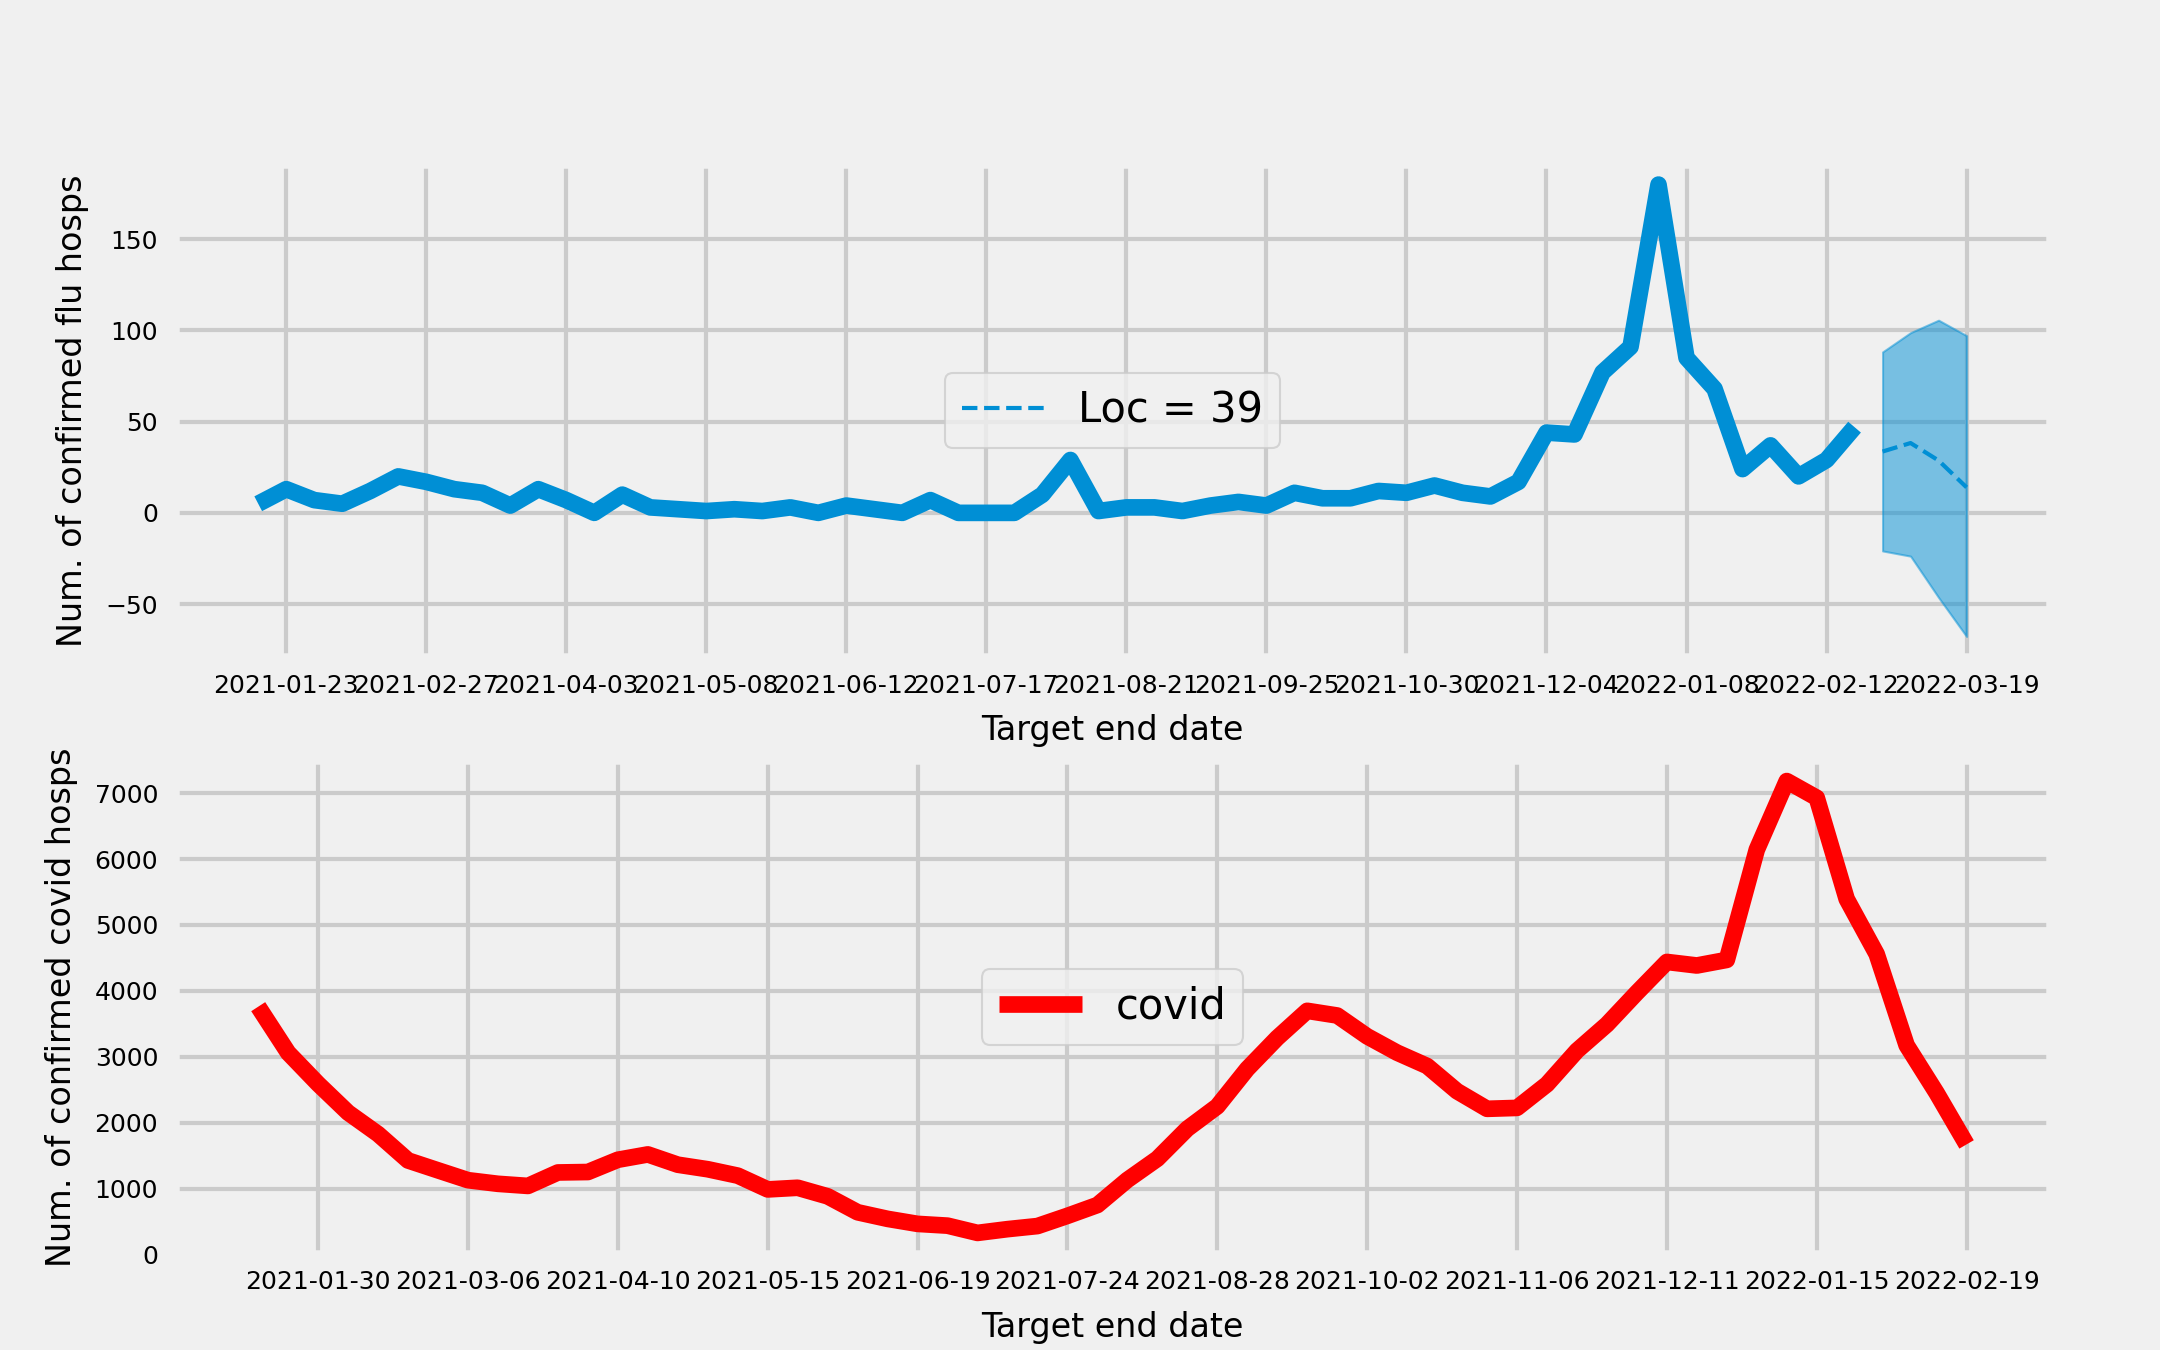 Num. of confirmed flu hosps
150
100
50
0
−50
Loc = 39
2021-01-23 2021-02-27 2021-04-03 2021-05-08 2021-06-12 2021-07-17 2021-08-21 2021-09-25 2021-10-30 2021-12-04 2022-01-08 2022-02-12 2022-03-19
Target end date
Num. of confirmed covid hosps
7000
6000
5000
4000
3000
2000
1000
0
covid
2021-01-30 2021-03-06 2021-04-10 2021-05-15 2021-06-19 2021-07-24 2021-08-28 2021-10-02 2021-11-06 2021-12-11 2022-01-15 2022-02-19
Target end date